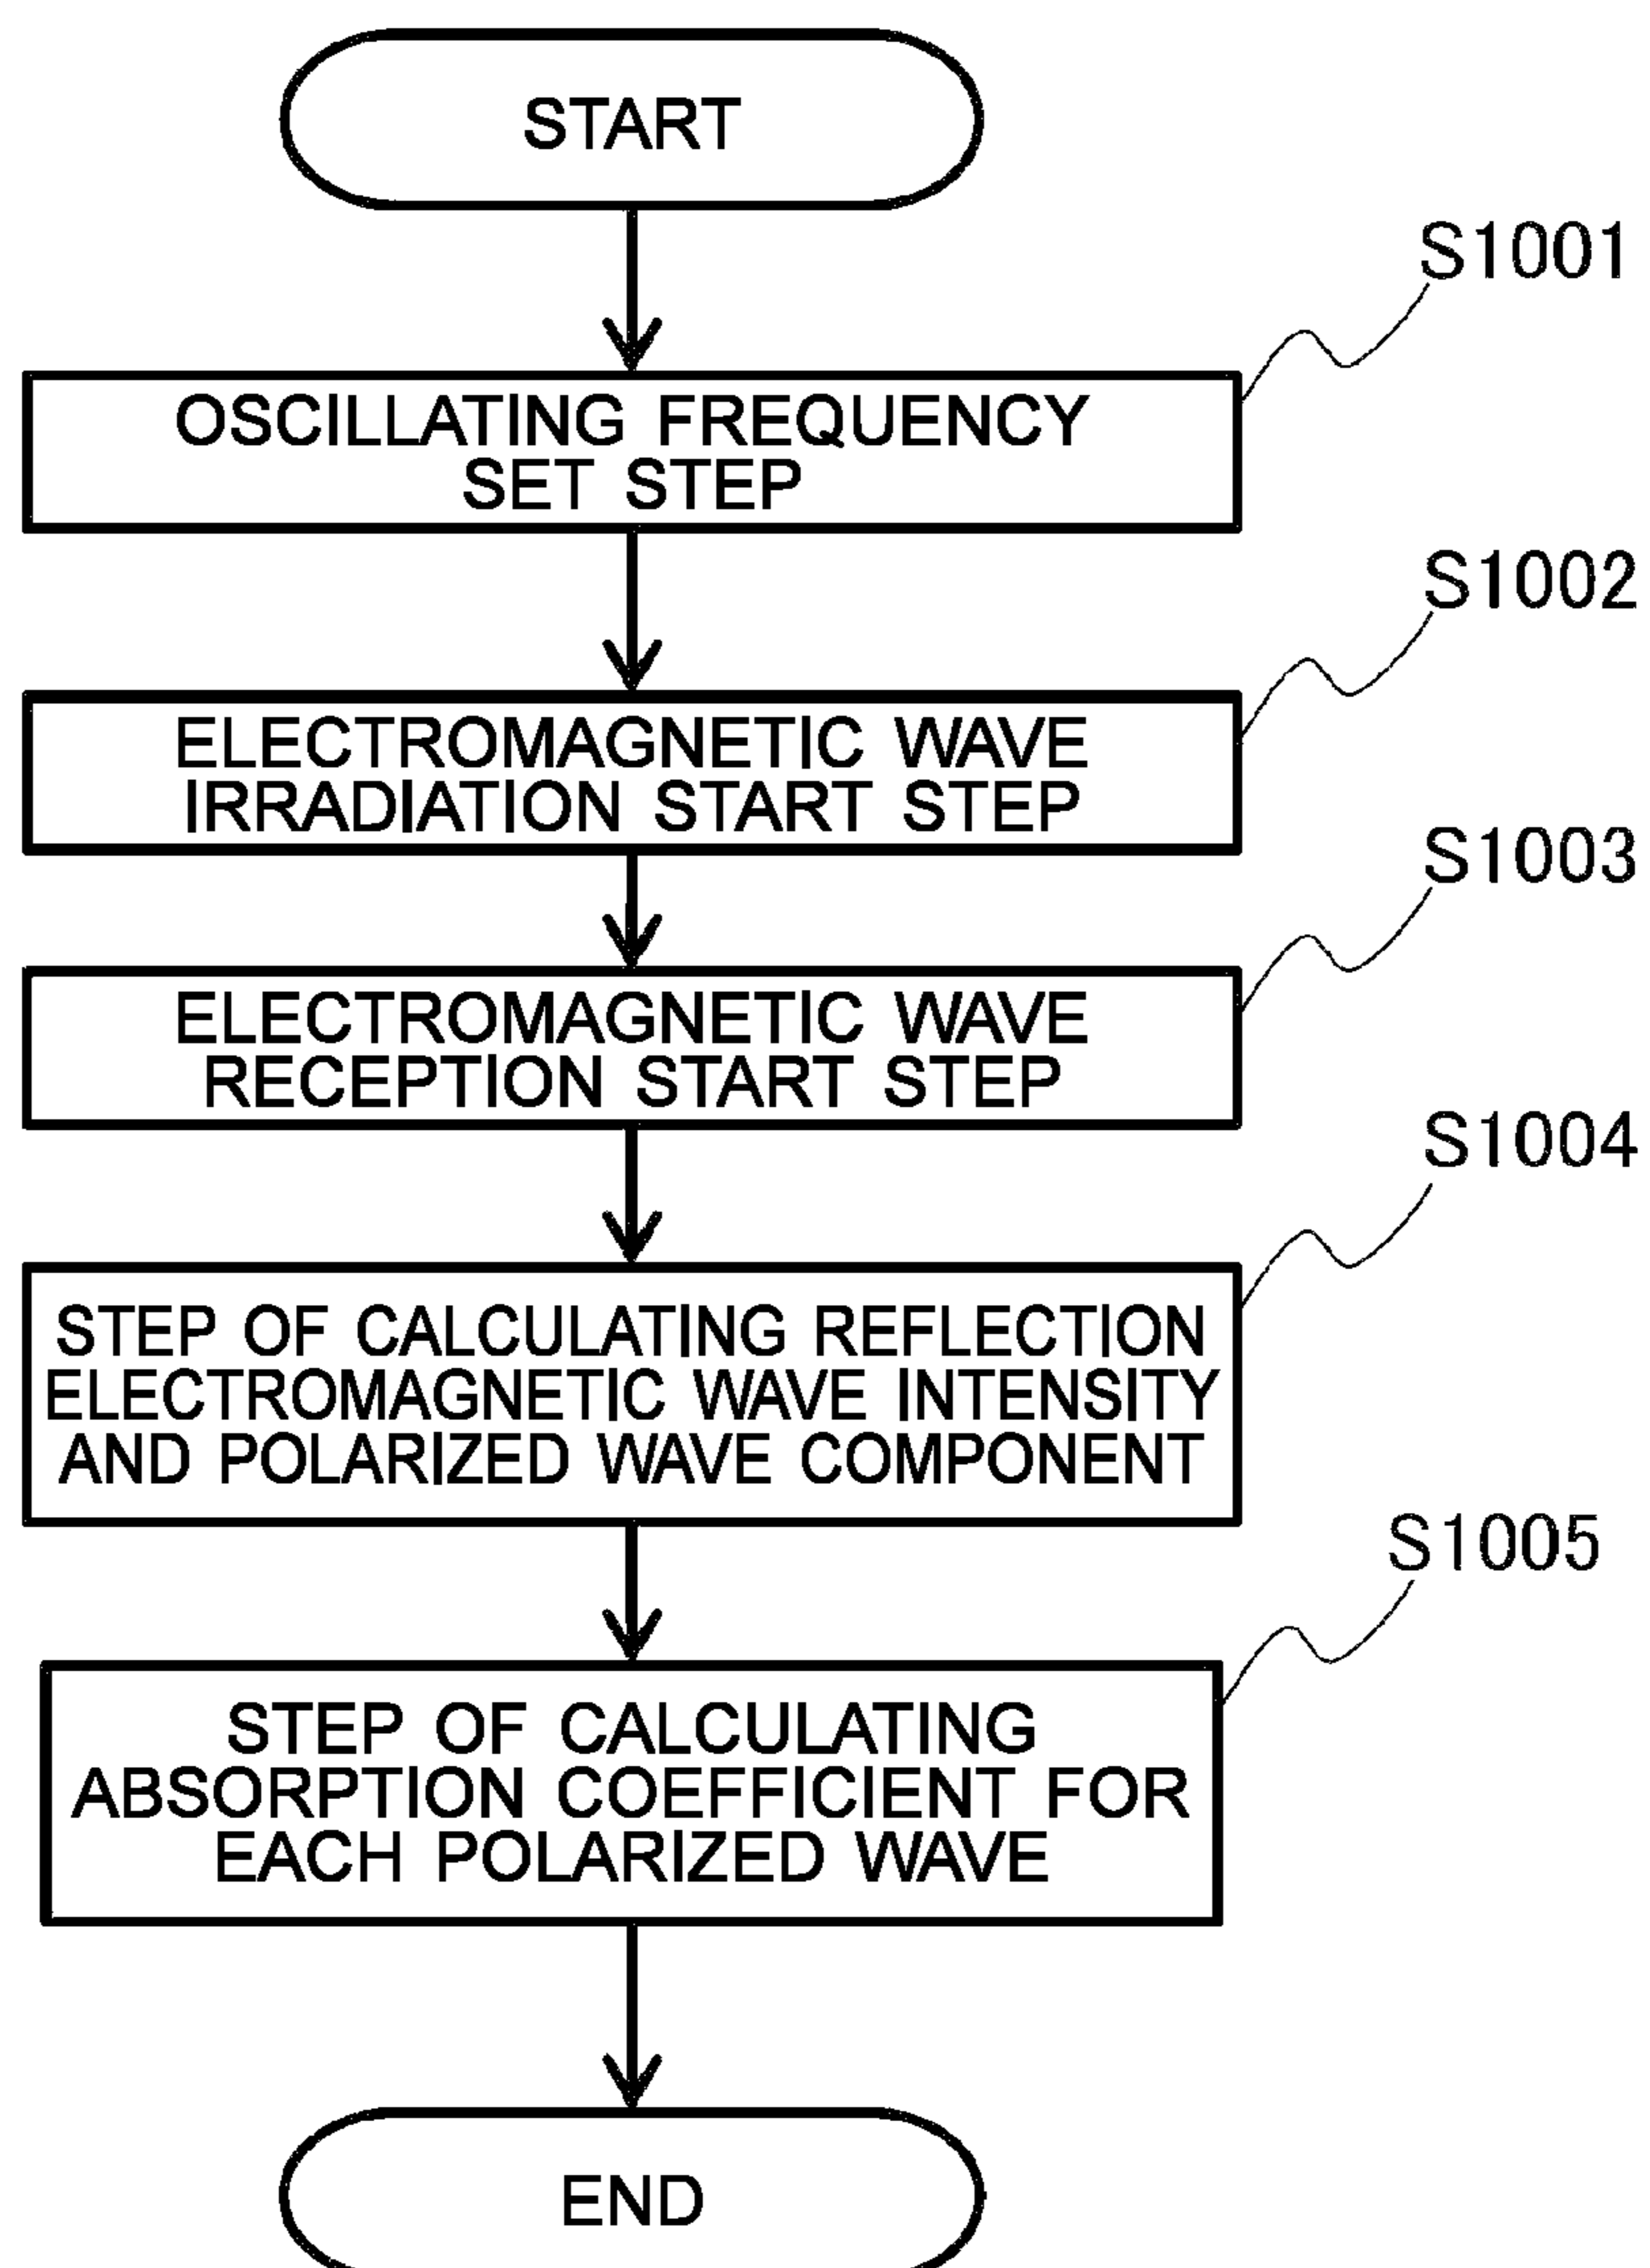 START
S1001
OSCILLATING FREQUENCY
SET STEP
S1002
ELECTROMAGNETIC WAVE
IRRADIATION START STEP
S1003
ELECTROMAGNETIC WAVE
RECEPTION START STEP
S1004
STEP OF CALCULATING REFLECTION
ELECTROMAGNETIC WAVE INTENSITY
AND POLARIZED WAVE COMPONENT
S1005
STEP OF CALCULATING
ABSORPTION COEFFICIENT FOR
EACH POLARIZED WAVE
END